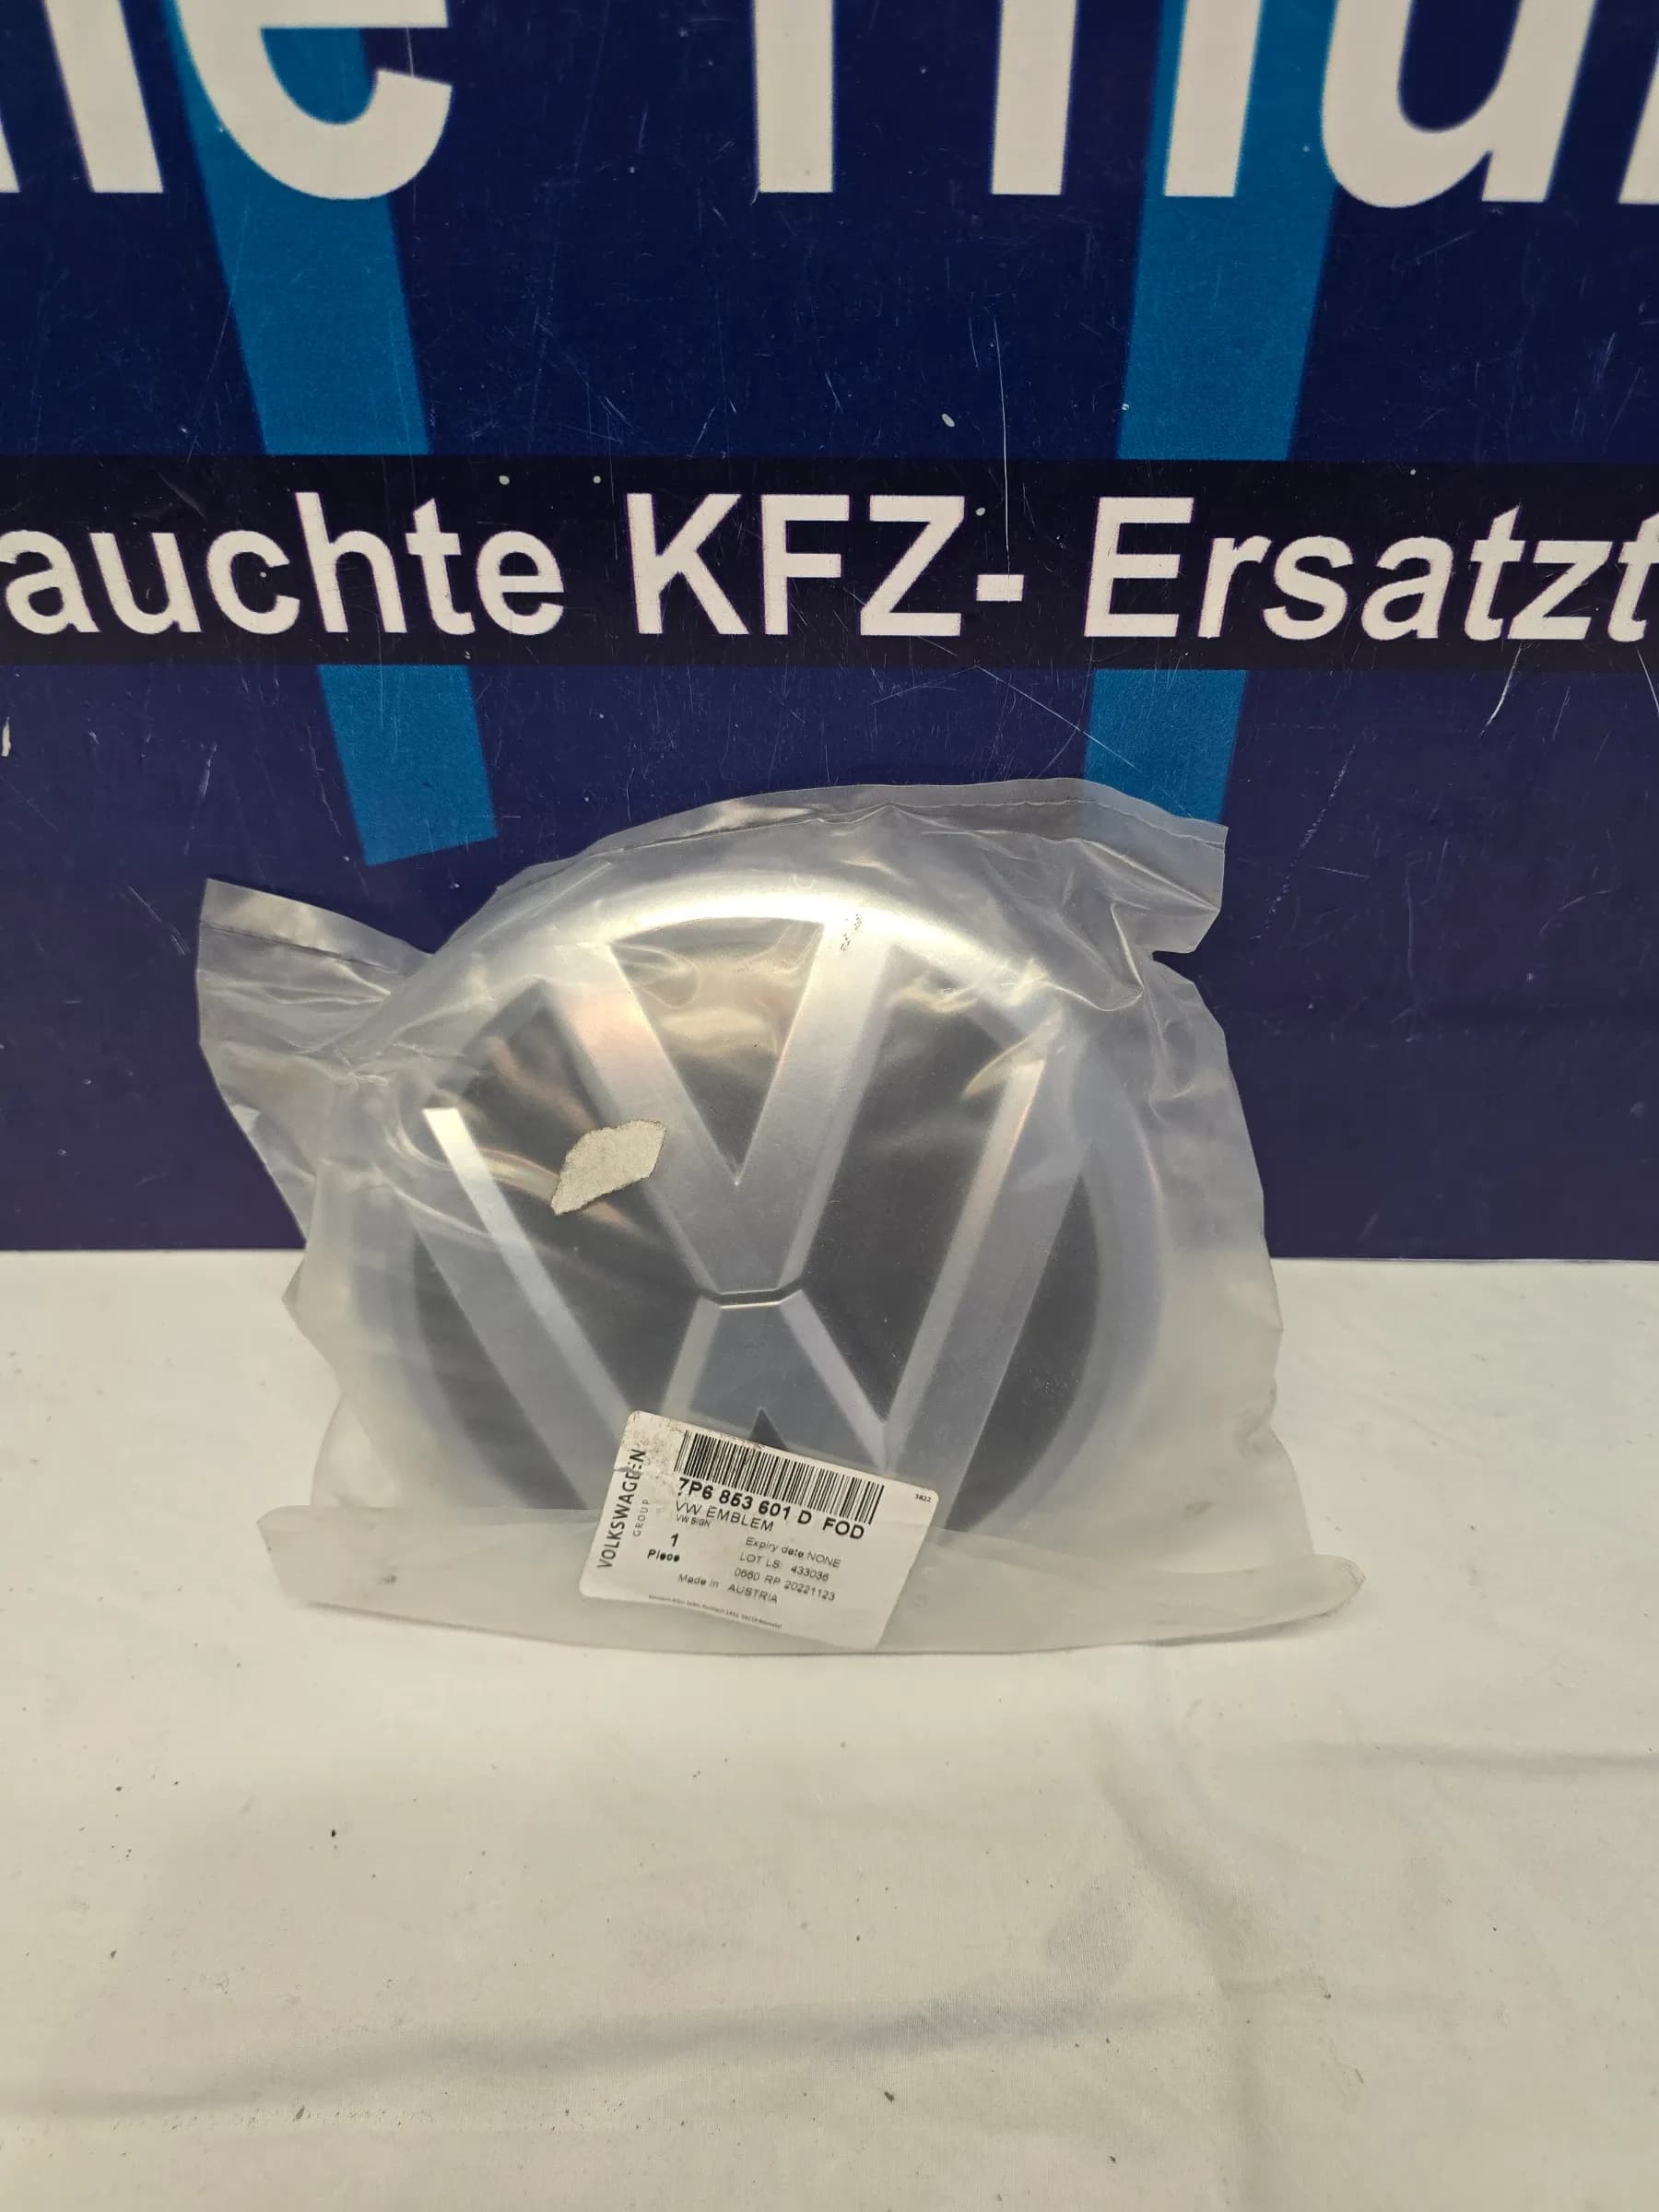 auchte KFZ- Ersatzt
VOLKSWAGEN
GROUP
5822
7P6 853 601 D FOD
VW EMBLEM
VW SIGN
1
Piece
Expiry date NONE
LOT LS: 433036
0660 RP 20221123
Made in AUSTRIA